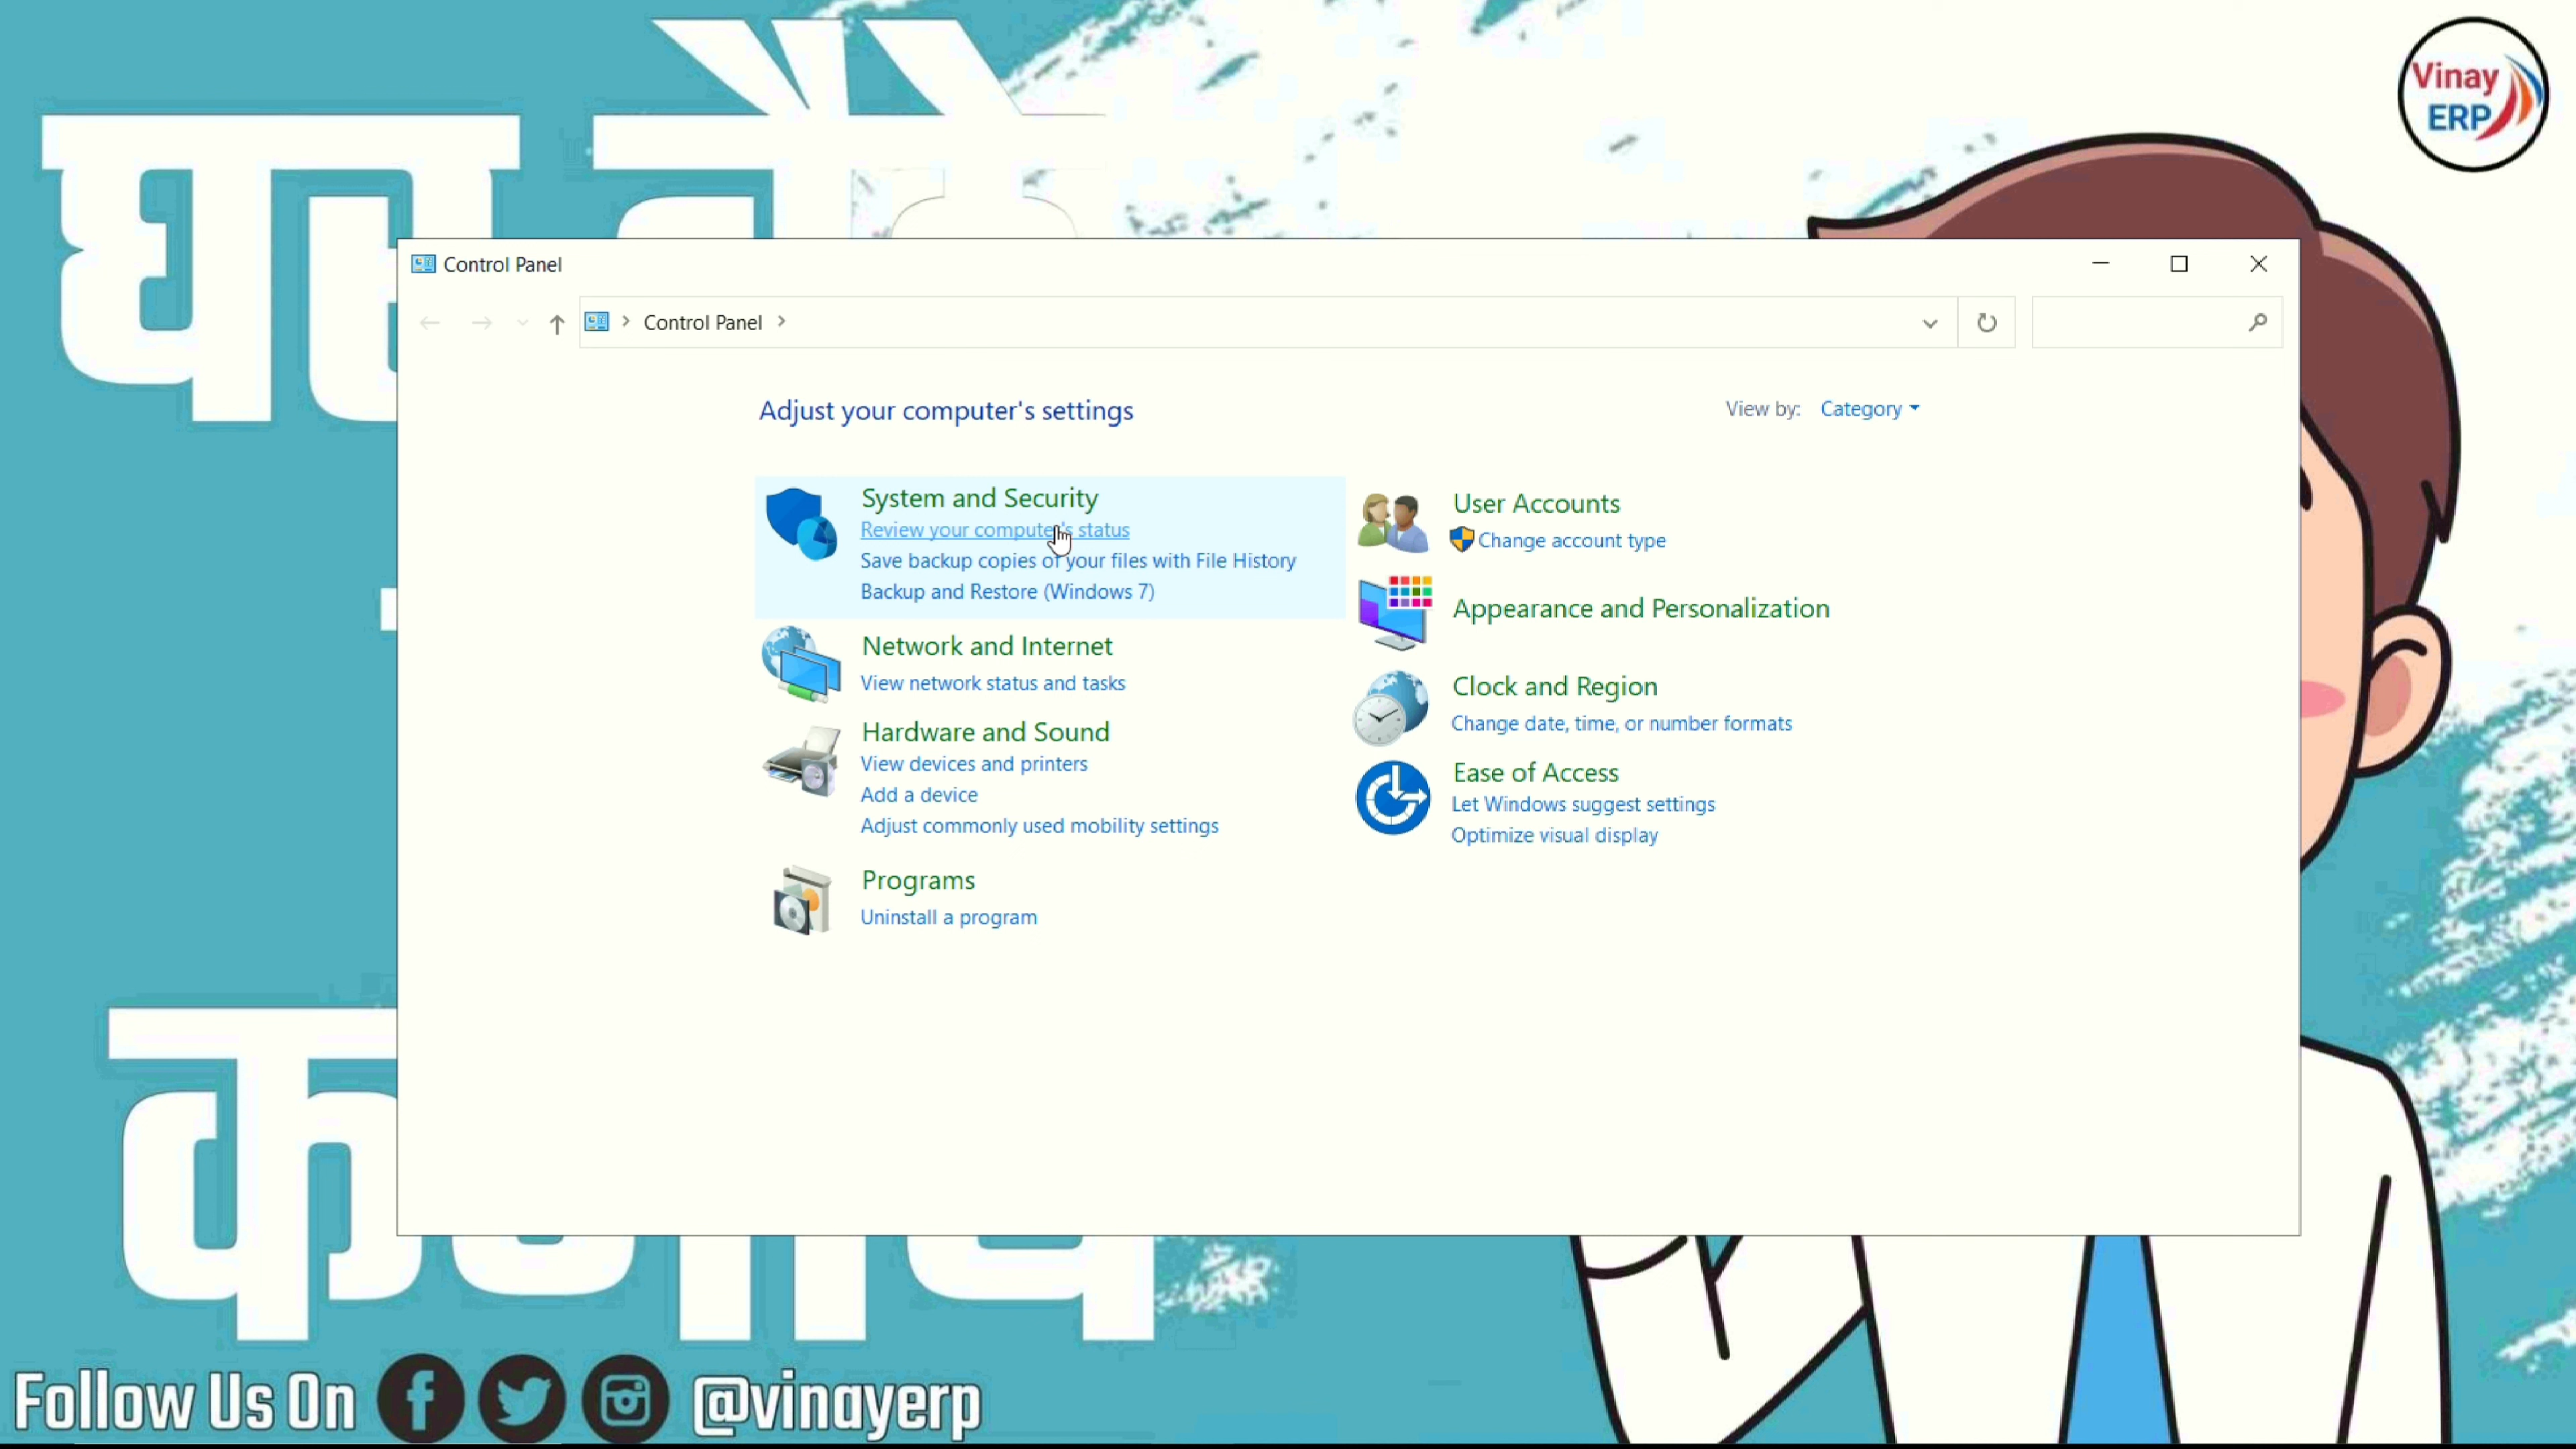 Vinay
ERP
Control Panel
Control Panel
Adjust your computer's settings
View by: Category
System and Security
Review your computer's status
Save backup copies of your files with File History
Backup and Restore (Windows 7)
Network and Internet
View network status and tasks
Hardware and Sound
View devices and printers
Add a device
Adjust commonly used mobility settings
Programs
Uninstall a program
User Accounts
Change account type
Appearance and Personalization
Clock and Region
Change date, time, or number formats
Ease of Access
Let Windows suggest settings
Optimize visual display
Follow Us On @vinayerp